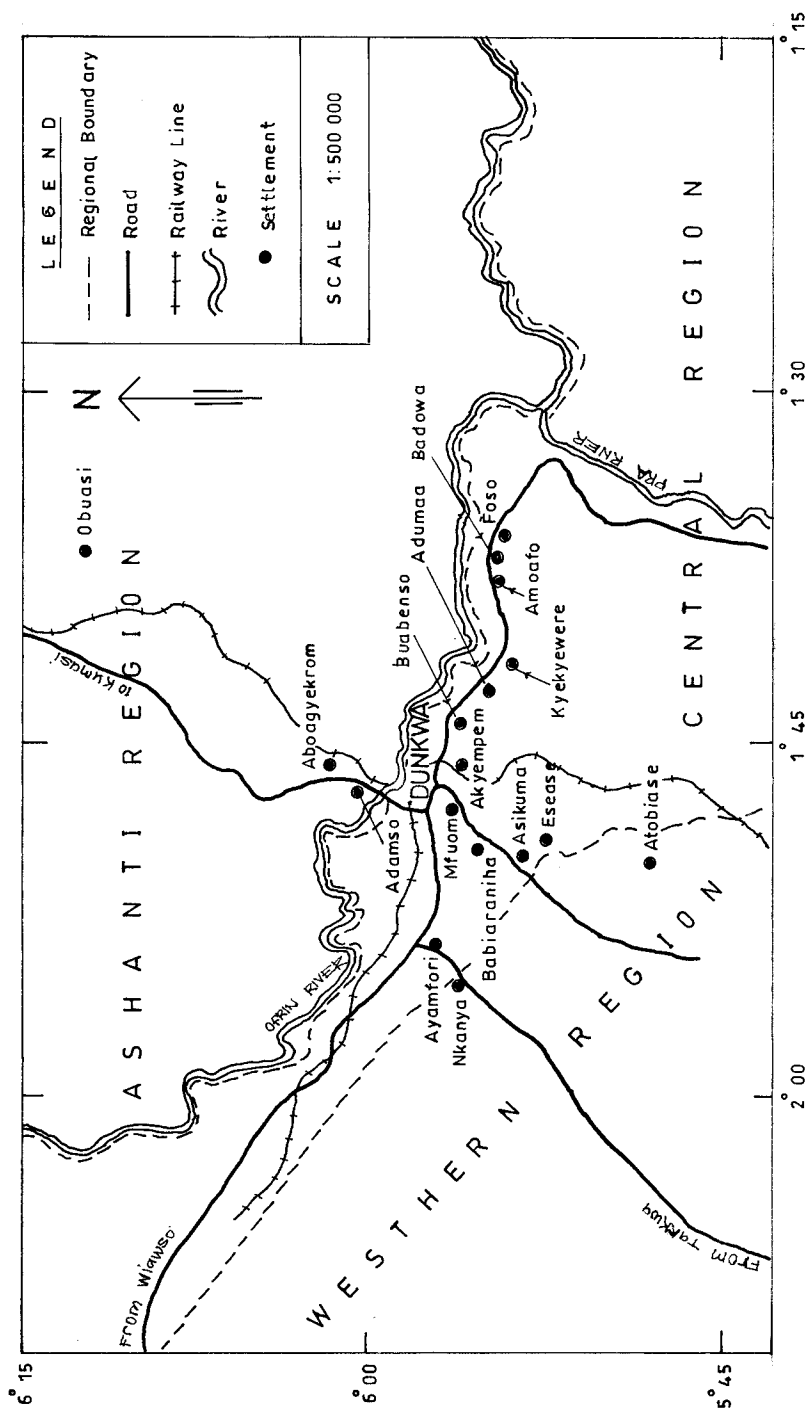 LEGEND
Regional Boundary
Road
Railway Line
River
Settlement
SCALE 1:500 000
N
ASHANTI REGION
WESTHERN REGION
CENTRAL REGION
Obuasi
to Kumasi
Aboagyekrom
Adamso
OFRIN RIVER
DUNKWA
Buabenso
Adumaa
Badowa
Foso
Amoafo
Kyekyewere
Akyempem
Mfuom
Babiaraniha
Asikuma
Esease
Atobiase
Ayamfori
Nkanya
PRA RNER
From Wiawso
From Tarkwa
6°15
6°00
5°45
2°00
1°45
1°30
1°15